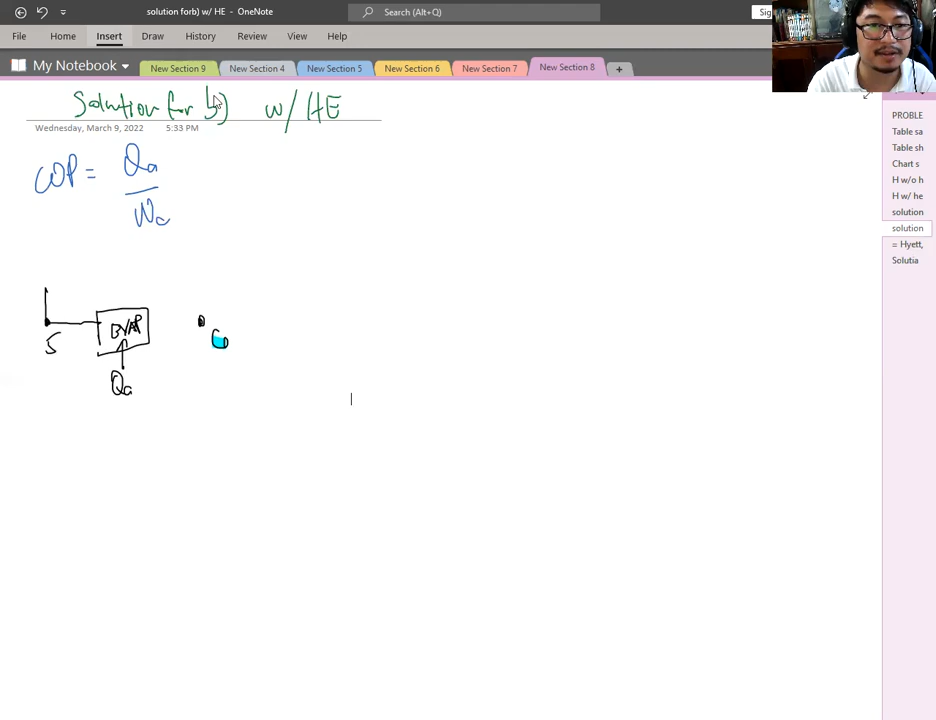 solution forb) w/ HE - OneNote
Search (Alt+Q)
Sig
File Home Insert Draw History Review View Help
My Notebook
New Section 9 New Section 4 New Section 5 New Section 6 New Section 7 New Section 8
Solution for b) w/ HE
Wednesday, March 9, 2022 5:33 PM
COP = Qa
Wc
EVAP
5
6
Qa
PROBLE
Table sa
Table sh
Chart s
H w/o h
H w/ he
solution
solution
= Hyett,
Solutia